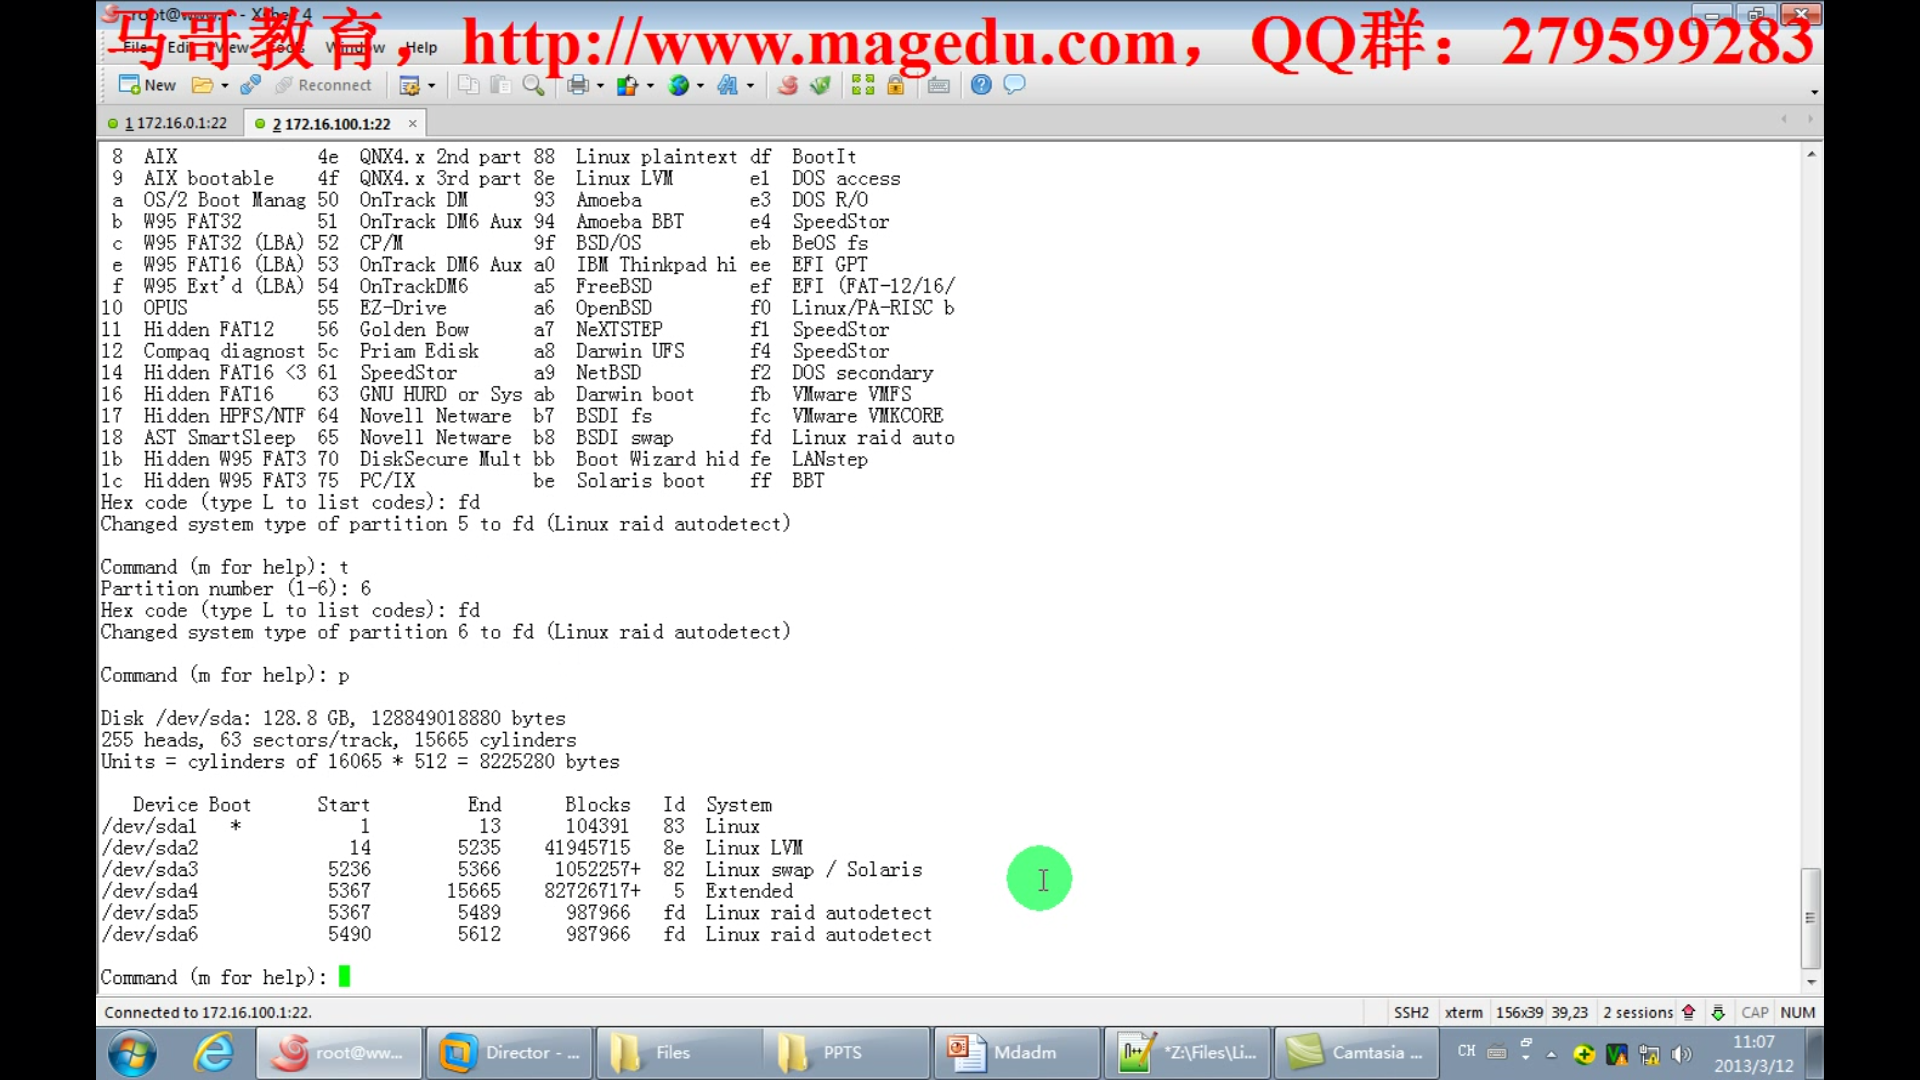 root@www:~ - Xshell 4
马哥教育，http://www.magedu.com，QQ群：279599283
File Edit View Tools Window Help
New Reconnect
1 172.16.0.1:22 2 172.16.100.1:22
8 AIX 4e QNX4.x 2nd part 88 Linux plaintext df BootIt
9 AIX bootable 4f QNX4.x 3rd part 8e Linux LVM e1 DOS access
a OS/2 Boot Manag 50 OnTrack DM 93 Amoeba e3 DOS R/O
b W95 FAT32 51 OnTrack DM6 Aux 94 Amoeba BBT e4 SpeedStor
c W95 FAT32 (LBA) 52 CP/M 9f BSD/OS eb BeOS fs
e W95 FAT16 (LBA) 53 OnTrack DM6 Aux a0 IBM Thinkpad hi ee EFI GPT
f W95 Ext'd (LBA) 54 OnTrackDM6 a5 FreeBSD ef EFI (FAT-12/16/
10 OPUS 55 EZ-Drive a6 OpenBSD f0 Linux/PA-RISC b
11 Hidden FAT12 56 Golden Bow a7 NeXTSTEP f1 SpeedStor
12 Compaq diagnost 5c Priam Edisk a8 Darwin UFS f4 SpeedStor
14 Hidden FAT16 <3 61 SpeedStor a9 NetBSD f2 DOS secondary
16 Hidden FAT16 63 GNU HURD or Sys ab Darwin boot fb VMware VMFS
17 Hidden HPFS/NTF 64 Novell Netware b7 BSDI fs fc VMware VMKCORE
18 AST SmartSleep 65 Novell Netware b8 BSDI swap fd Linux raid auto
1b Hidden W95 FAT3 70 DiskSecure Mult bb Boot Wizard hid fe LANstep
1c Hidden W95 FAT3 75 PC/IX be Solaris boot ff BBT
Hex code (type L to list codes): fd
Changed system type of partition 5 to fd (Linux raid autodetect)
Command (m for help): t
Partition number (1-6): 6
Hex code (type L to list codes): fd
Changed system type of partition 6 to fd (Linux raid autodetect)
Command (m for help): p
Disk /dev/sda: 128.8 GB, 128849018880 bytes
255 heads, 63 sectors/track, 15665 cylinders
Units = cylinders of 16065 * 512 = 8225280 bytes
Device Boot Start End Blocks Id System
/dev/sda1 * 1 13 104391 83 Linux
/dev/sda2 14 5235 41945715 8e Linux LVM
/dev/sda3 5236 5366 1052257+ 82 Linux swap / Solaris
/dev/sda4 5367 15665 82726717+ 5 Extended
/dev/sda5 5367 5489 987966 fd Linux raid autodetect
/dev/sda6 5490 5612 987966 fd Linux raid autodetect
Command (m for help):
Connected to 172.16.100.1:22.
SSH2 xterm 156x39 39,23 2 sessions CAP NUM
root@ww... Director - ... Files PPTS Mdadm *Z:\Files\Li... Camtasia ... CH 11:07
2013/3/12